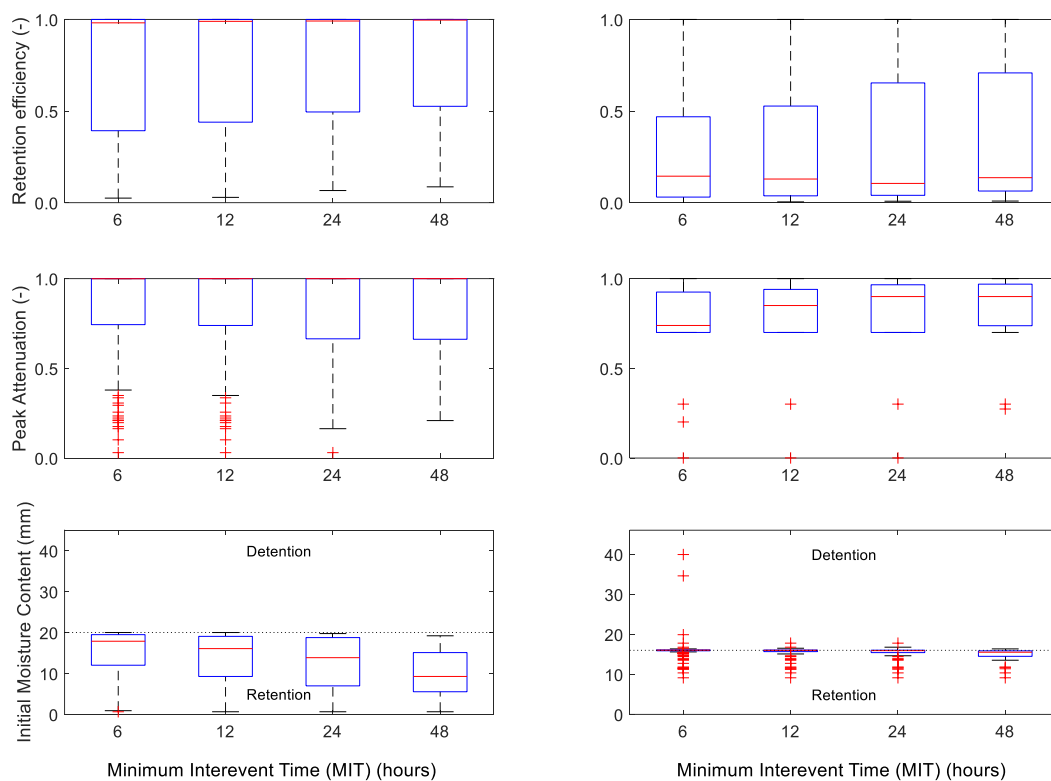 Retention efficiency (-)
1.0
0.5
0.0
6 12 24 48
1.0
0.5
0.0
6 12 24 48
Peak Attenuation (-)
1.0
0.5
0.0
6 12 24 48
1.0
0.5
0.0
6 12 24 48
Initial Moisture Content (mm)
40
30
20
10
0
Detention
Retention
6 12 24 48
Minimum Interevent Time (MIT) (hours)
40
30
20
10
0
Detention
Retention
6 12 24 48
Minimum Interevent Time (MIT) (hours)